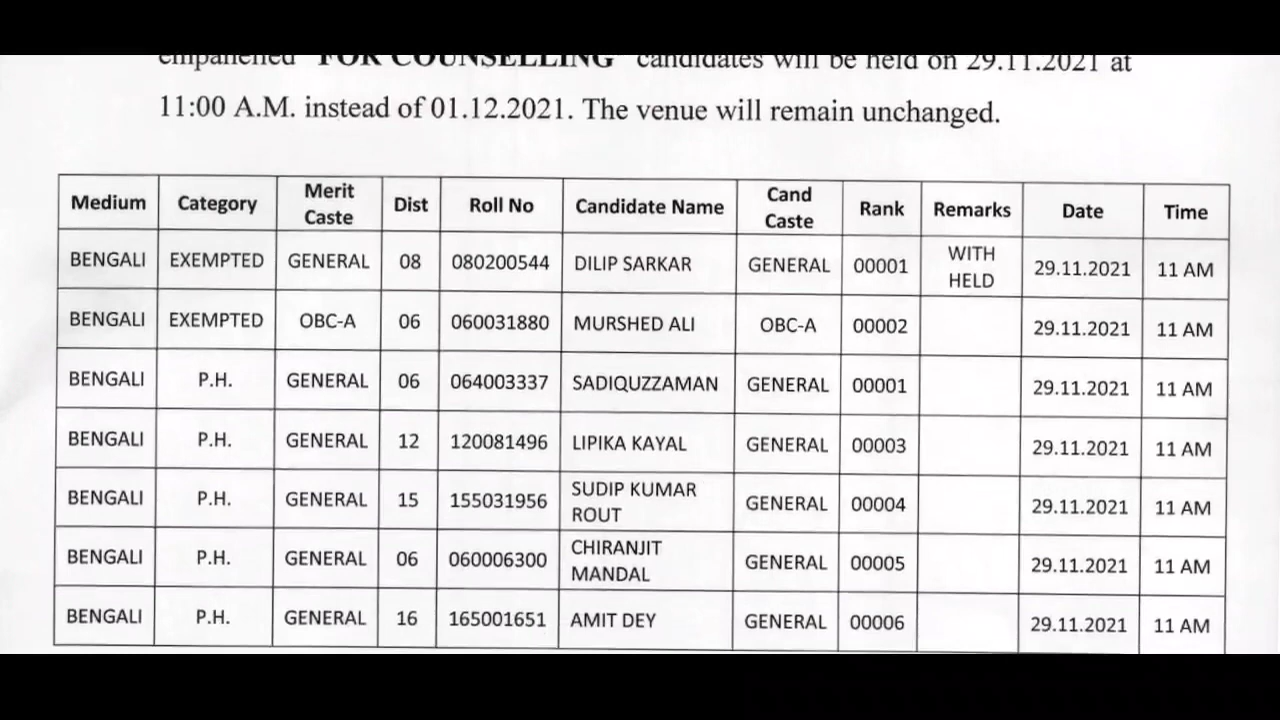 empanelled "FOR COUNSELLING" candidates will be held on 29.11.2021 at
11:00 A.M. instead of 01.12.2021. The venue will remain unchanged.
Medium Category Merit Caste Dist Roll No Candidate Name Cand Caste Rank Remarks Date Time
BENGALI EXEMPTED GENERAL 08 080200544 DILIP SARKAR GENERAL 00001 WITH HELD 29.11.2021 11 AM
BENGALI EXEMPTED OBC-A 06 060031880 MURSHED ALI OBC-A 00002 29.11.2021 11 AM
BENGALI P.H. GENERAL 06 064003337 SADIQUZZAMAN GENERAL 00001 29.11.2021 11 AM
BENGALI P.H. GENERAL 12 120081496 LIPIKA KAYAL GENERAL 00003 29.11.2021 11 AM
BENGALI P.H. GENERAL 15 155031956 SUDIP KUMAR ROUT GENERAL 00004 29.11.2021 11 AM
BENGALI P.H. GENERAL 06 060006300 CHIRANJIT MANDAL GENERAL 00005 29.11.2021 11 AM
BENGALI P.H. GENERAL 16 165001651 AMIT DEY GENERAL 00006 29.11.2021 11 AM